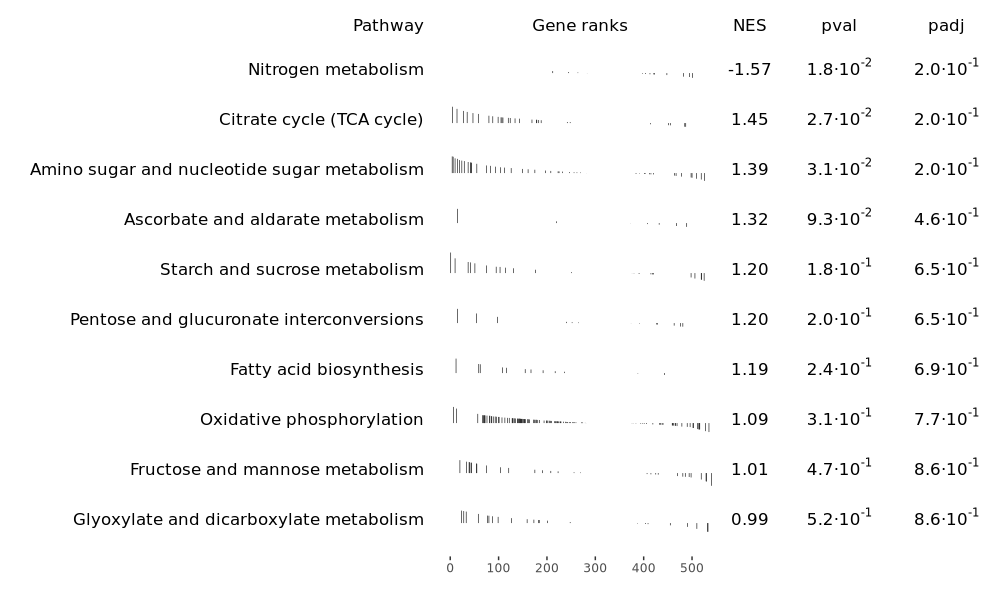 Pathway Gene ranks NES pval padj
Nitrogen metabolism -1.57 1.8·10⁻² 2.0·10⁻¹
Citrate cycle (TCA cycle) 1.45 2.7·10⁻² 2.0·10⁻¹
Amino sugar and nucleotide sugar metabolism 1.39 3.1·10⁻² 2.0·10⁻¹
Ascorbate and aldarate metabolism 1.32 9.3·10⁻² 4.6·10⁻¹
Starch and sucrose metabolism 1.20 1.8·10⁻¹ 6.5·10⁻¹
Pentose and glucuronate interconversions 1.20 2.0·10⁻¹ 6.5·10⁻¹
Fatty acid biosynthesis 1.19 2.4·10⁻¹ 6.9·10⁻¹
Oxidative phosphorylation 1.09 3.1·10⁻¹ 7.7·10⁻¹
Fructose and mannose metabolism 1.01 4.7·10⁻¹ 8.6·10⁻¹
Glyoxylate and dicarboxylate metabolism 0.99 5.2·10⁻¹ 8.6·10⁻¹
0 100 200 300 400 500